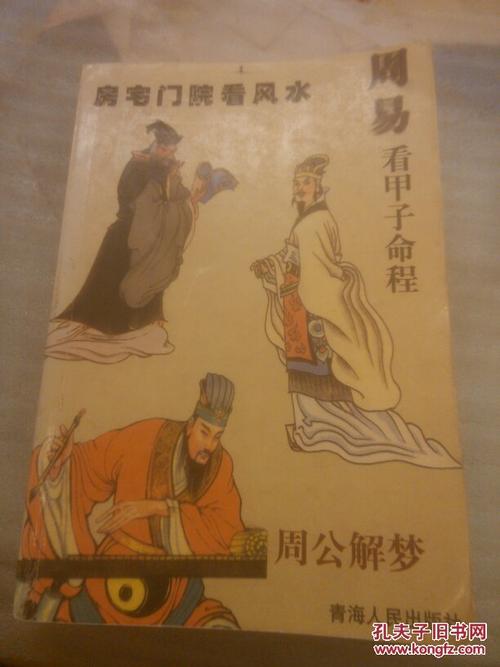 房宅门院看风水
周易
看甲子命程
周公解梦
青海人民出版社
孔夫子旧书网
www.kongfz.com